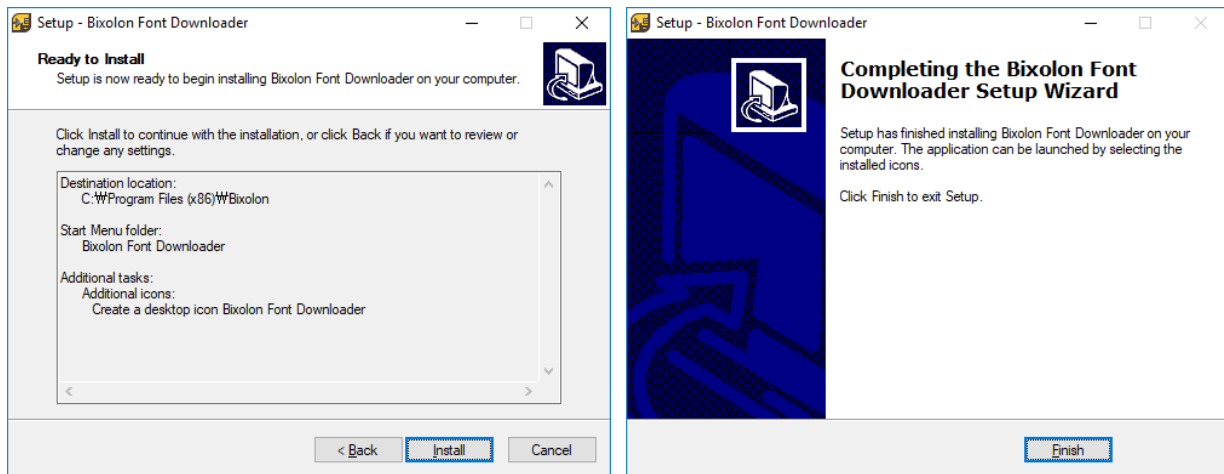 Setup - Bixolon Font Downloader
Ready to Install
Setup is now ready to begin installing Bixolon Font Downloader on your computer.
Click Install to continue with the installation, or click Back if you want to review or
change any settings.
Destination location:
C:₩Program Files (x86)₩Bixolon
Start Menu folder:
Bixolon Font Downloader
Additional tasks:
Additional icons:
Create a desktop icon Bixolon Font Downloader
< Back
Install
Cancel
Setup - Bixolon Font Downloader
Completing the Bixolon Font
Downloader Setup Wizard
Setup has finished installing Bixolon Font Downloader on your
computer. The application can be launched by selecting the
installed icons.
Click Finish to exit Setup.
Finish